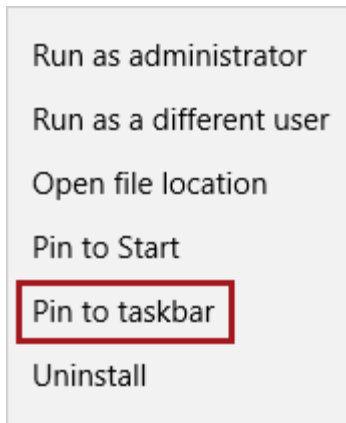 Run as administrator
Run as a different user
Open file location
Pin to Start
Pin to taskbar
Uninstall